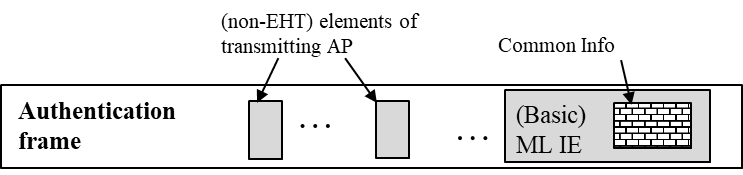 (non-EHT) elements of
transmitting AP
Common Info
Authentication
frame
...
...
(Basic)
ML IE